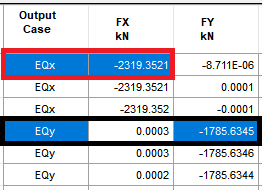 Output FX FY
Case kN kN
EQx -2319.3521 -8.711E-06
EQx -2319.3521 0.0001
EQx -2319.352 -0.0001
EQy 0.0003 -1785.6345
EQy 0.0003 -1785.6346
EQy 0.0002 -1785.6344